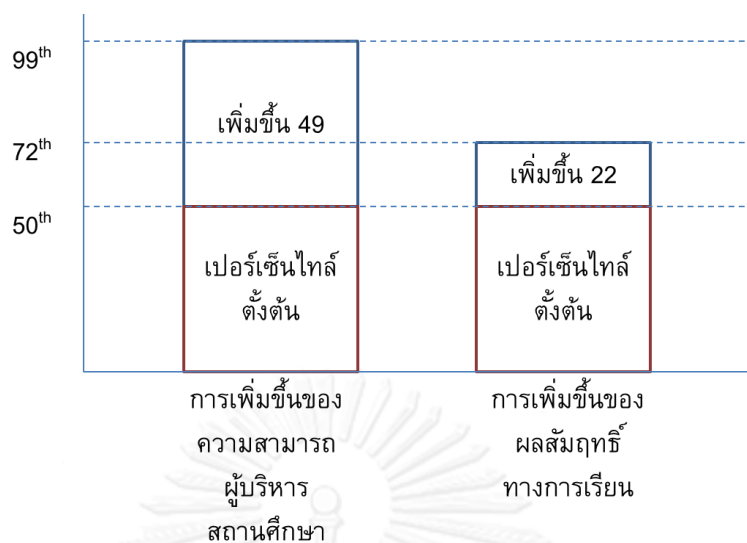 99th
เพิ่มขึ้น 49
72th
เพิ่มขึ้น 22
50th
เปอร์เซ็นไทล์
ตั้งต้น
เปอร์เซ็นไทล์
ตั้งต้น
การเพิ่มขึ้นของ
ความสามารถ
ผู้บริหาร
สถานศึกษา
การเพิ่มขึ้นของ
ผลสัมฤทธิ์
ทางการเรียน